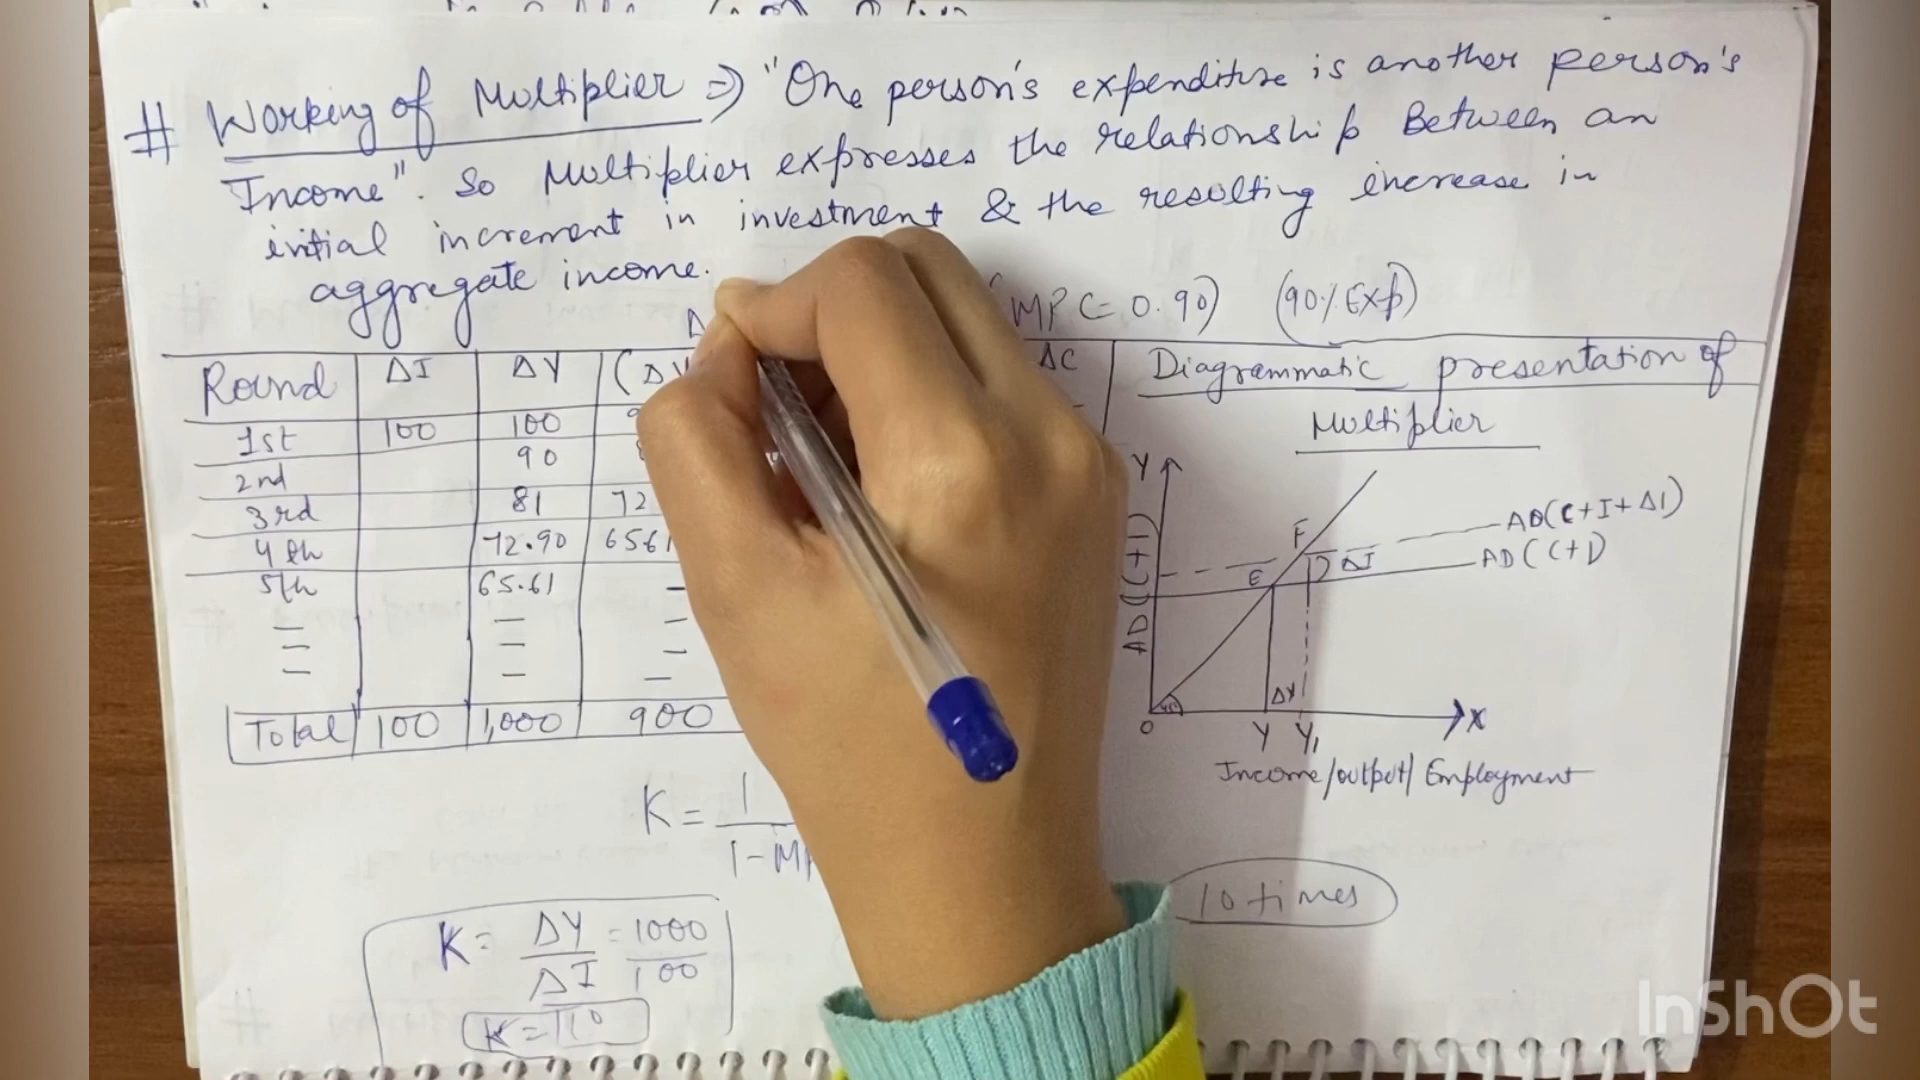 # Working of Multiplier => "One person's expenditure is another person's
Income". So Multiplier expresses the relationship Between an
initial increment in investment & the resulting increase in
aggregate income.
(MPC = 0.90) (90% Exp)
Round ΔI ΔY (ΔY ΔC
1st 100 100
2nd 90
3rd 81 72
4th 72.90 6561
5th 65.61 —
— — —
— — —
— — —
Total 100 1,000 900
K = 1
1 - MP
K = ΔY = 1000
ΔI 100
K = 10
Diagrammatic presentation of
Multiplier
Y
AD (C+I+ΔI)
F
AD (C+I)
E ΔI
AD (C+I)
ΔY
45°
O Y Y1 X
Income/output/Employment
10 times
InShOt